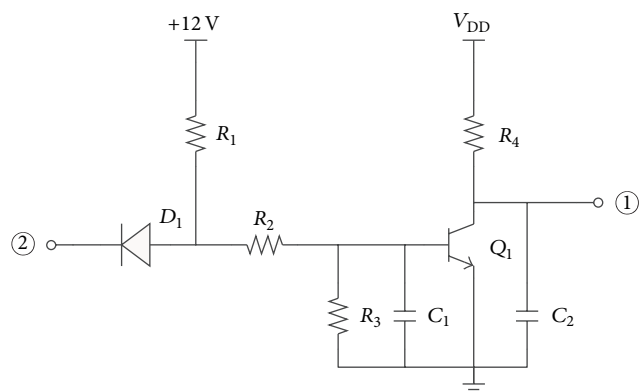 +12 V
V_DD
R_1
R_4
①
D_1
R_2
②
Q_1
R_3
C_1
C_2